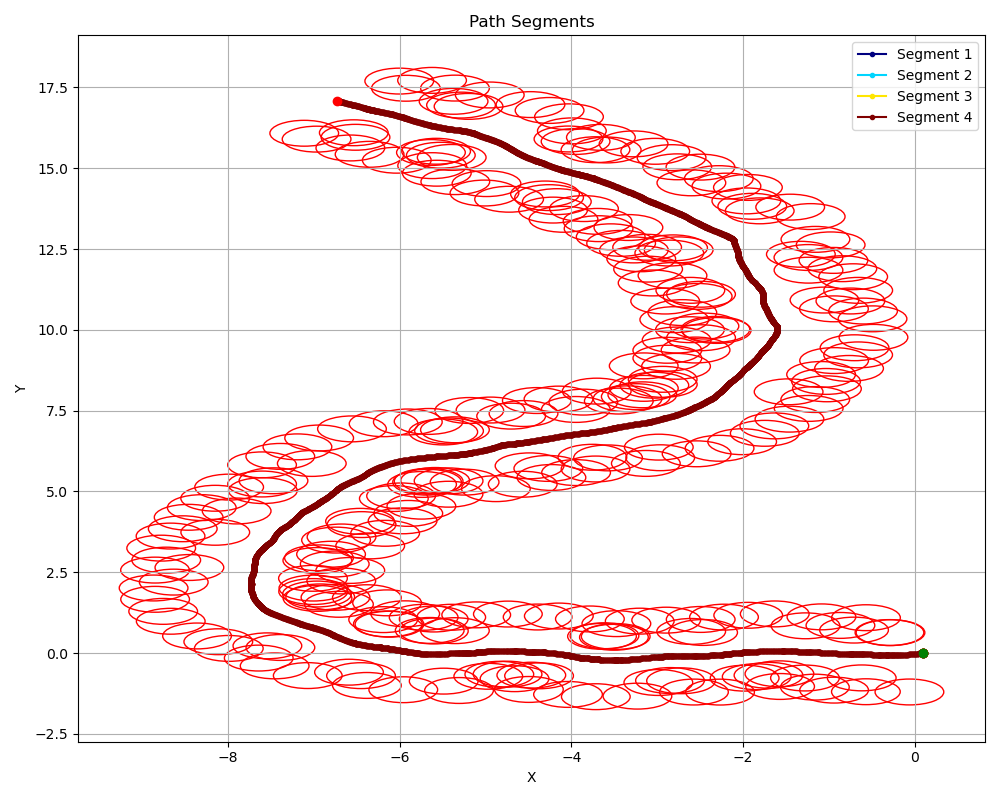 Path Segments
Segment 1
Segment 2
Segment 3
Segment 4
17.5
15.0
12.5
10.0
7.5
5.0
2.5
0.0
−2.5
Y
−8
−6
−4
−2
0
X